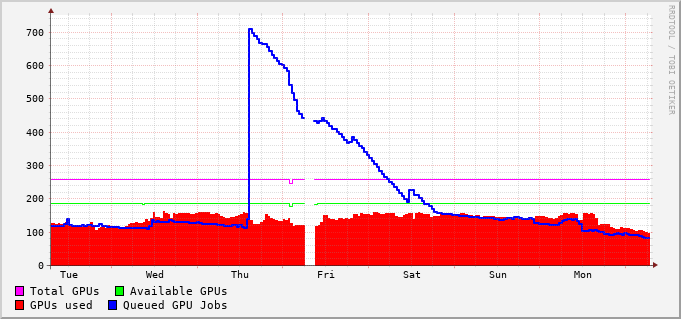 RRDTOOL / TOBI OETIKER
700
600
500
400
300
200
100
0
Tue Wed Thu Fri Sat Sun Mon
Total GPUs Available GPUs
GPUs used Queued GPU Jobs